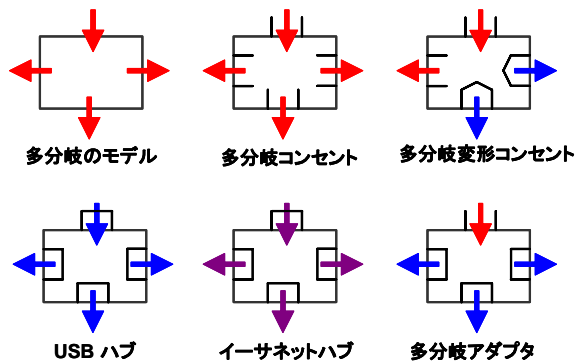 多分岐のモデル
多分岐コンセント
多分岐変形コンセント
USB ハブ
イーサネットハブ
多分岐アダプタ